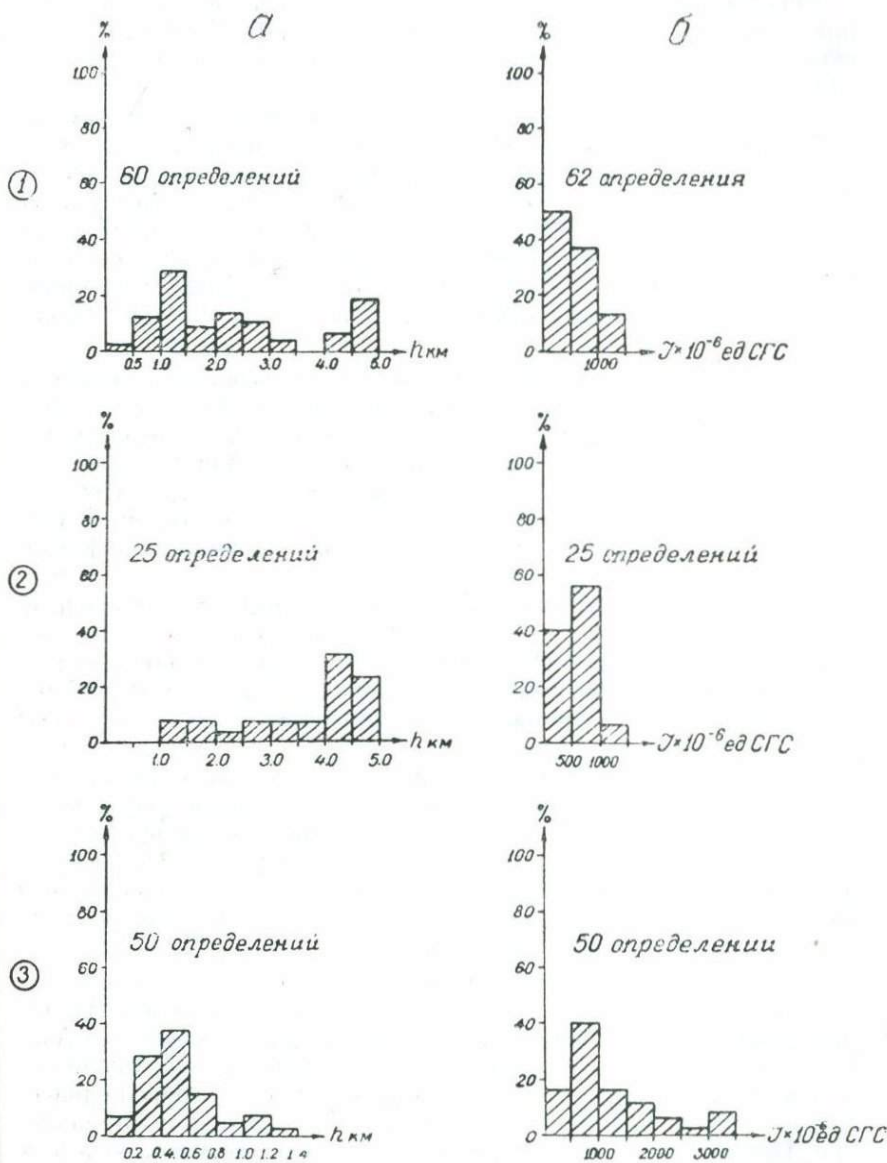 а б
% %
100 100
80 80
60 60
40 40
20 20
0 0
① 60 определений 62 определения
0.5 1.0 2.0 3.0 4.0 5.0 h км
1000 J×10⁻⁶ ед СГС
% %
100 100
80 80
60 60
40 40
20 20
0 0
② 25 определений 25 определений
1.0 2.0 3.0 4.0 5.0 h км
500 1000 J×10⁻⁶ ед СГС
% %
100 100
80 80
60 60
40 40
20 20
0 0
③ 50 определений 50 определении
0.2 0.4 0.6 0.8 1.0 1.2 1.4 h км
1000 2000 3000 J×10⁻⁶ ед СГС